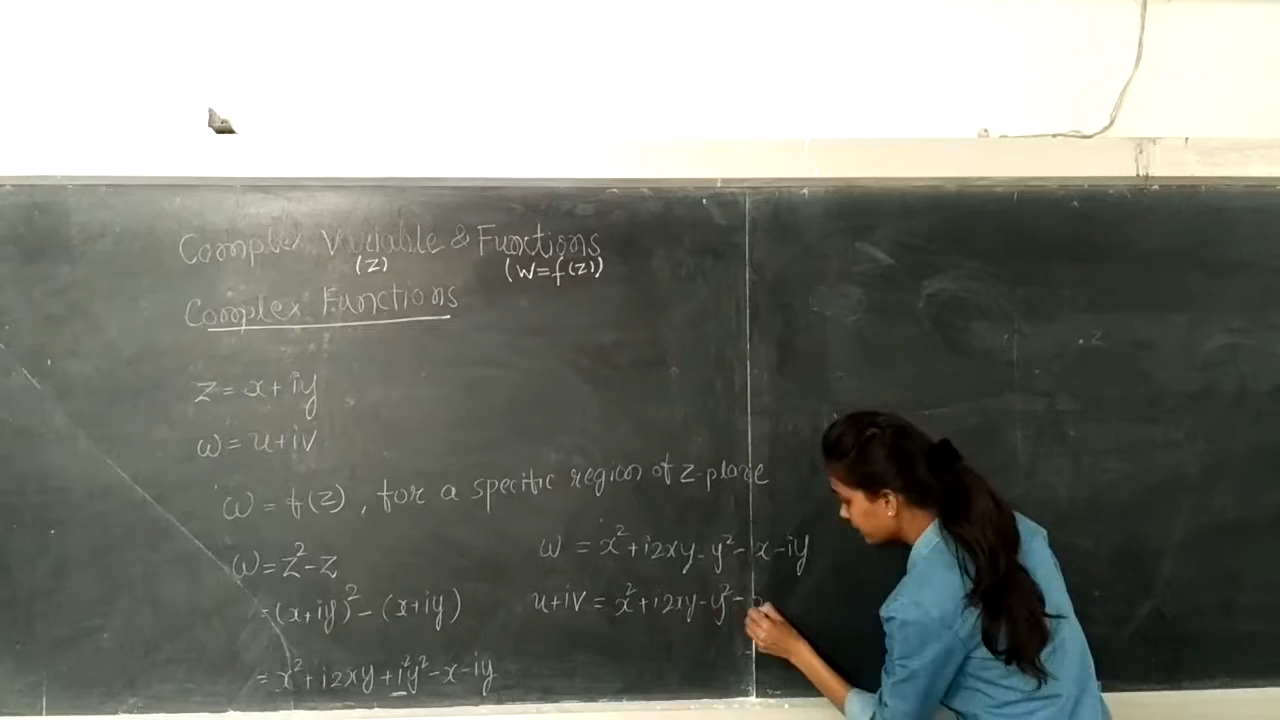 Complex Variable & Functions
(z) (w=f(z))
Complex Functions
z = x + iy
ω = u+iv
ω = f(z), for a specific region of z-plane
ω = z²-z
=(x+iy)² - (x+iy)
= x²+i2xy+i²y²-x-iy
ω = x²+i2xy-y²-x-iy
u+iv = x²+i2xy-y²-
.z